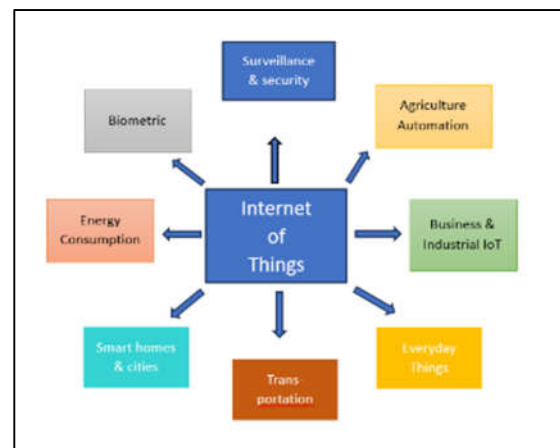 Surveillance
& security
Biometric
Agriculture
Automation
Energy
Consumption
Internet
of
Things
Business &
Industrial IoT
Smart homes
& cities
Trans-
portation
Everyday
Things